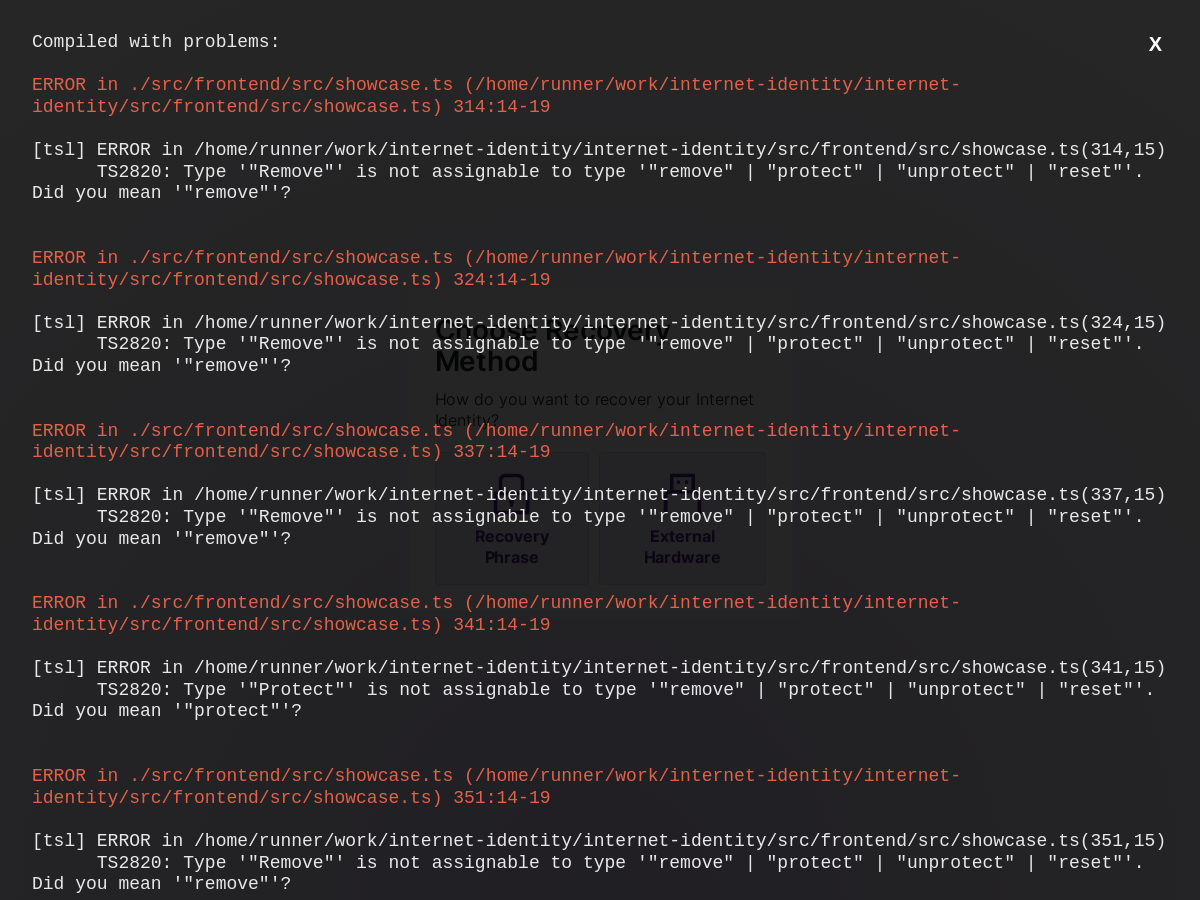 Compiled with problems:
X
ERROR in ./src/frontend/src/showcase.ts (/home/runner/work/internet-identity/internet-
identity/src/frontend/src/showcase.ts) 314:14-19
[tsl] ERROR in /home/runner/work/internet-identity/internet-identity/src/frontend/src/showcase.ts(314,15)
TS2820: Type '"Remove"' is not assignable to type '"remove" | "protect" | "unprotect" | "reset"'.
Did you mean '"remove"'?
ERROR in ./src/frontend/src/showcase.ts (/home/runner/work/internet-identity/internet-
identity/src/frontend/src/showcase.ts) 324:14-19
[tsl] ERROR in /home/runner/work/internet-identity/internet-identity/src/frontend/src/showcase.ts(324,15)
TS2820: Type '"Remove"' is not assignable to type '"remove" | "protect" | "unprotect" | "reset"'.
Did you mean '"remove"'?
Choose Recovery
Method
How do you want to recover your Internet
Identity?
ERROR in ./src/frontend/src/showcase.ts (/home/runner/work/internet-identity/internet-
identity/src/frontend/src/showcase.ts) 337:14-19
[tsl] ERROR in /home/runner/work/internet-identity/internet-identity/src/frontend/src/showcase.ts(337,15)
TS2820: Type '"Remove"' is not assignable to type '"remove" | "protect" | "unprotect" | "reset"'.
Did you mean '"remove"'?
Recovery
Phrase
External
Hardware
ERROR in ./src/frontend/src/showcase.ts (/home/runner/work/internet-identity/internet-
identity/src/frontend/src/showcase.ts) 341:14-19
[tsl] ERROR in /home/runner/work/internet-identity/internet-identity/src/frontend/src/showcase.ts(341,15)
TS2820: Type '"Protect"' is not assignable to type '"remove" | "protect" | "unprotect" | "reset"'.
Did you mean '"protect"'?
ERROR in ./src/frontend/src/showcase.ts (/home/runner/work/internet-identity/internet-
identity/src/frontend/src/showcase.ts) 351:14-19
[tsl] ERROR in /home/runner/work/internet-identity/internet-identity/src/frontend/src/showcase.ts(351,15)
TS2820: Type '"Remove"' is not assignable to type '"remove" | "protect" | "unprotect" | "reset"'.
Did you mean '"remove"'?